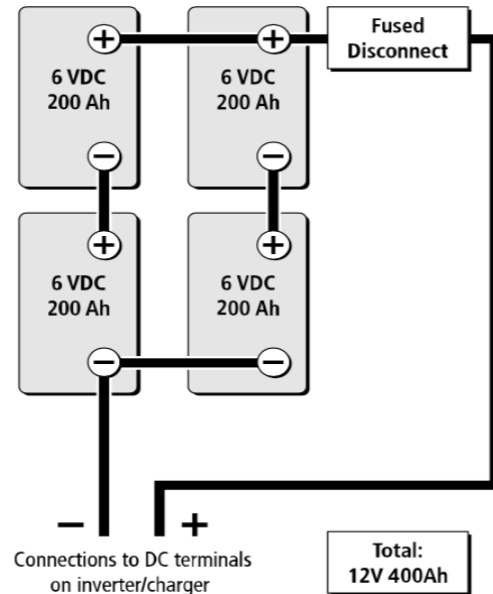 +
+
Fused
Disconnect
6 VDC
200 Ah
6 VDC
200 Ah
−
−
+
+
6 VDC
200 Ah
6 VDC
200 Ah
−
−
− +
Connections to DC terminals
on inverter/charger
Total:
12V 400Ah